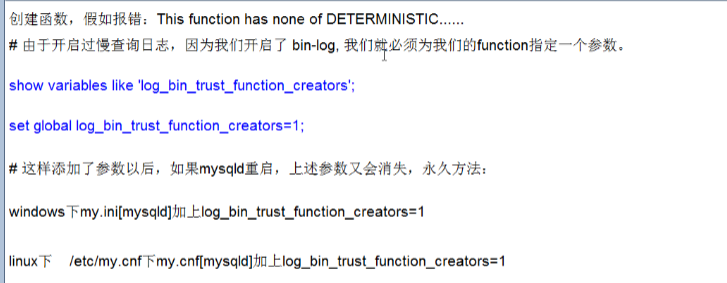 创建函数，假如报错：This function has none of DETERMINISTIC......
# 由于开启过慢查询日志，因为我们开启了 bin-log, 我们就必须为我们的function指定一个参数。
show variables like 'log_bin_trust_function_creators';
set global log_bin_trust_function_creators=1;
# 这样添加了参数以后，如果mysqld重启，上述参数又会消失，永久方法：
windows下my.ini[mysqld]加上log_bin_trust_function_creators=1
linux下 /etc/my.cnf下my.cnf[mysqld]加上log_bin_trust_function_creators=1